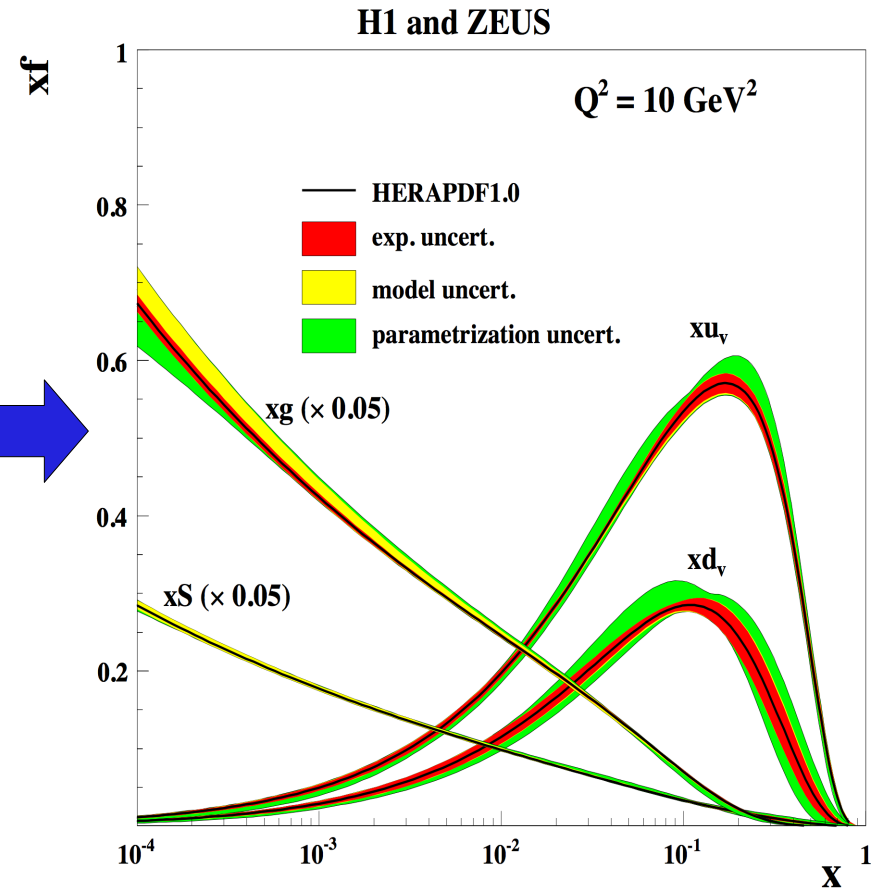 H1 and ZEUS
xf
1
Q² = 10 GeV²
HERAPDF1.0
exp. uncert.
model uncert.
parametrization uncert.
0.8
0.6
0.4
0.2
xuᵥ
xg (× 0.05)
xdᵥ
xS (× 0.05)
10⁻⁴ 10⁻³ 10⁻² 10⁻¹ 1
x